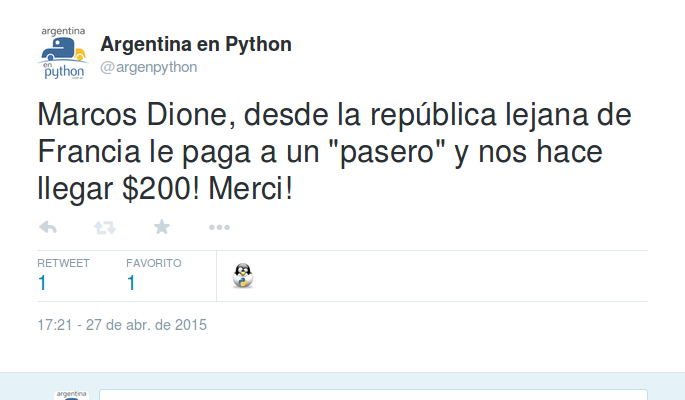 argentina
en
python
Argentina en Python
@argenpython
Marcos Dione, desde la república lejana de
Francia le paga a un "pasero" y nos hace
llegar $200! Merci!
RETWEET
FAVORITO
1
1
17:21 - 27 de abr. de 2015
argentina